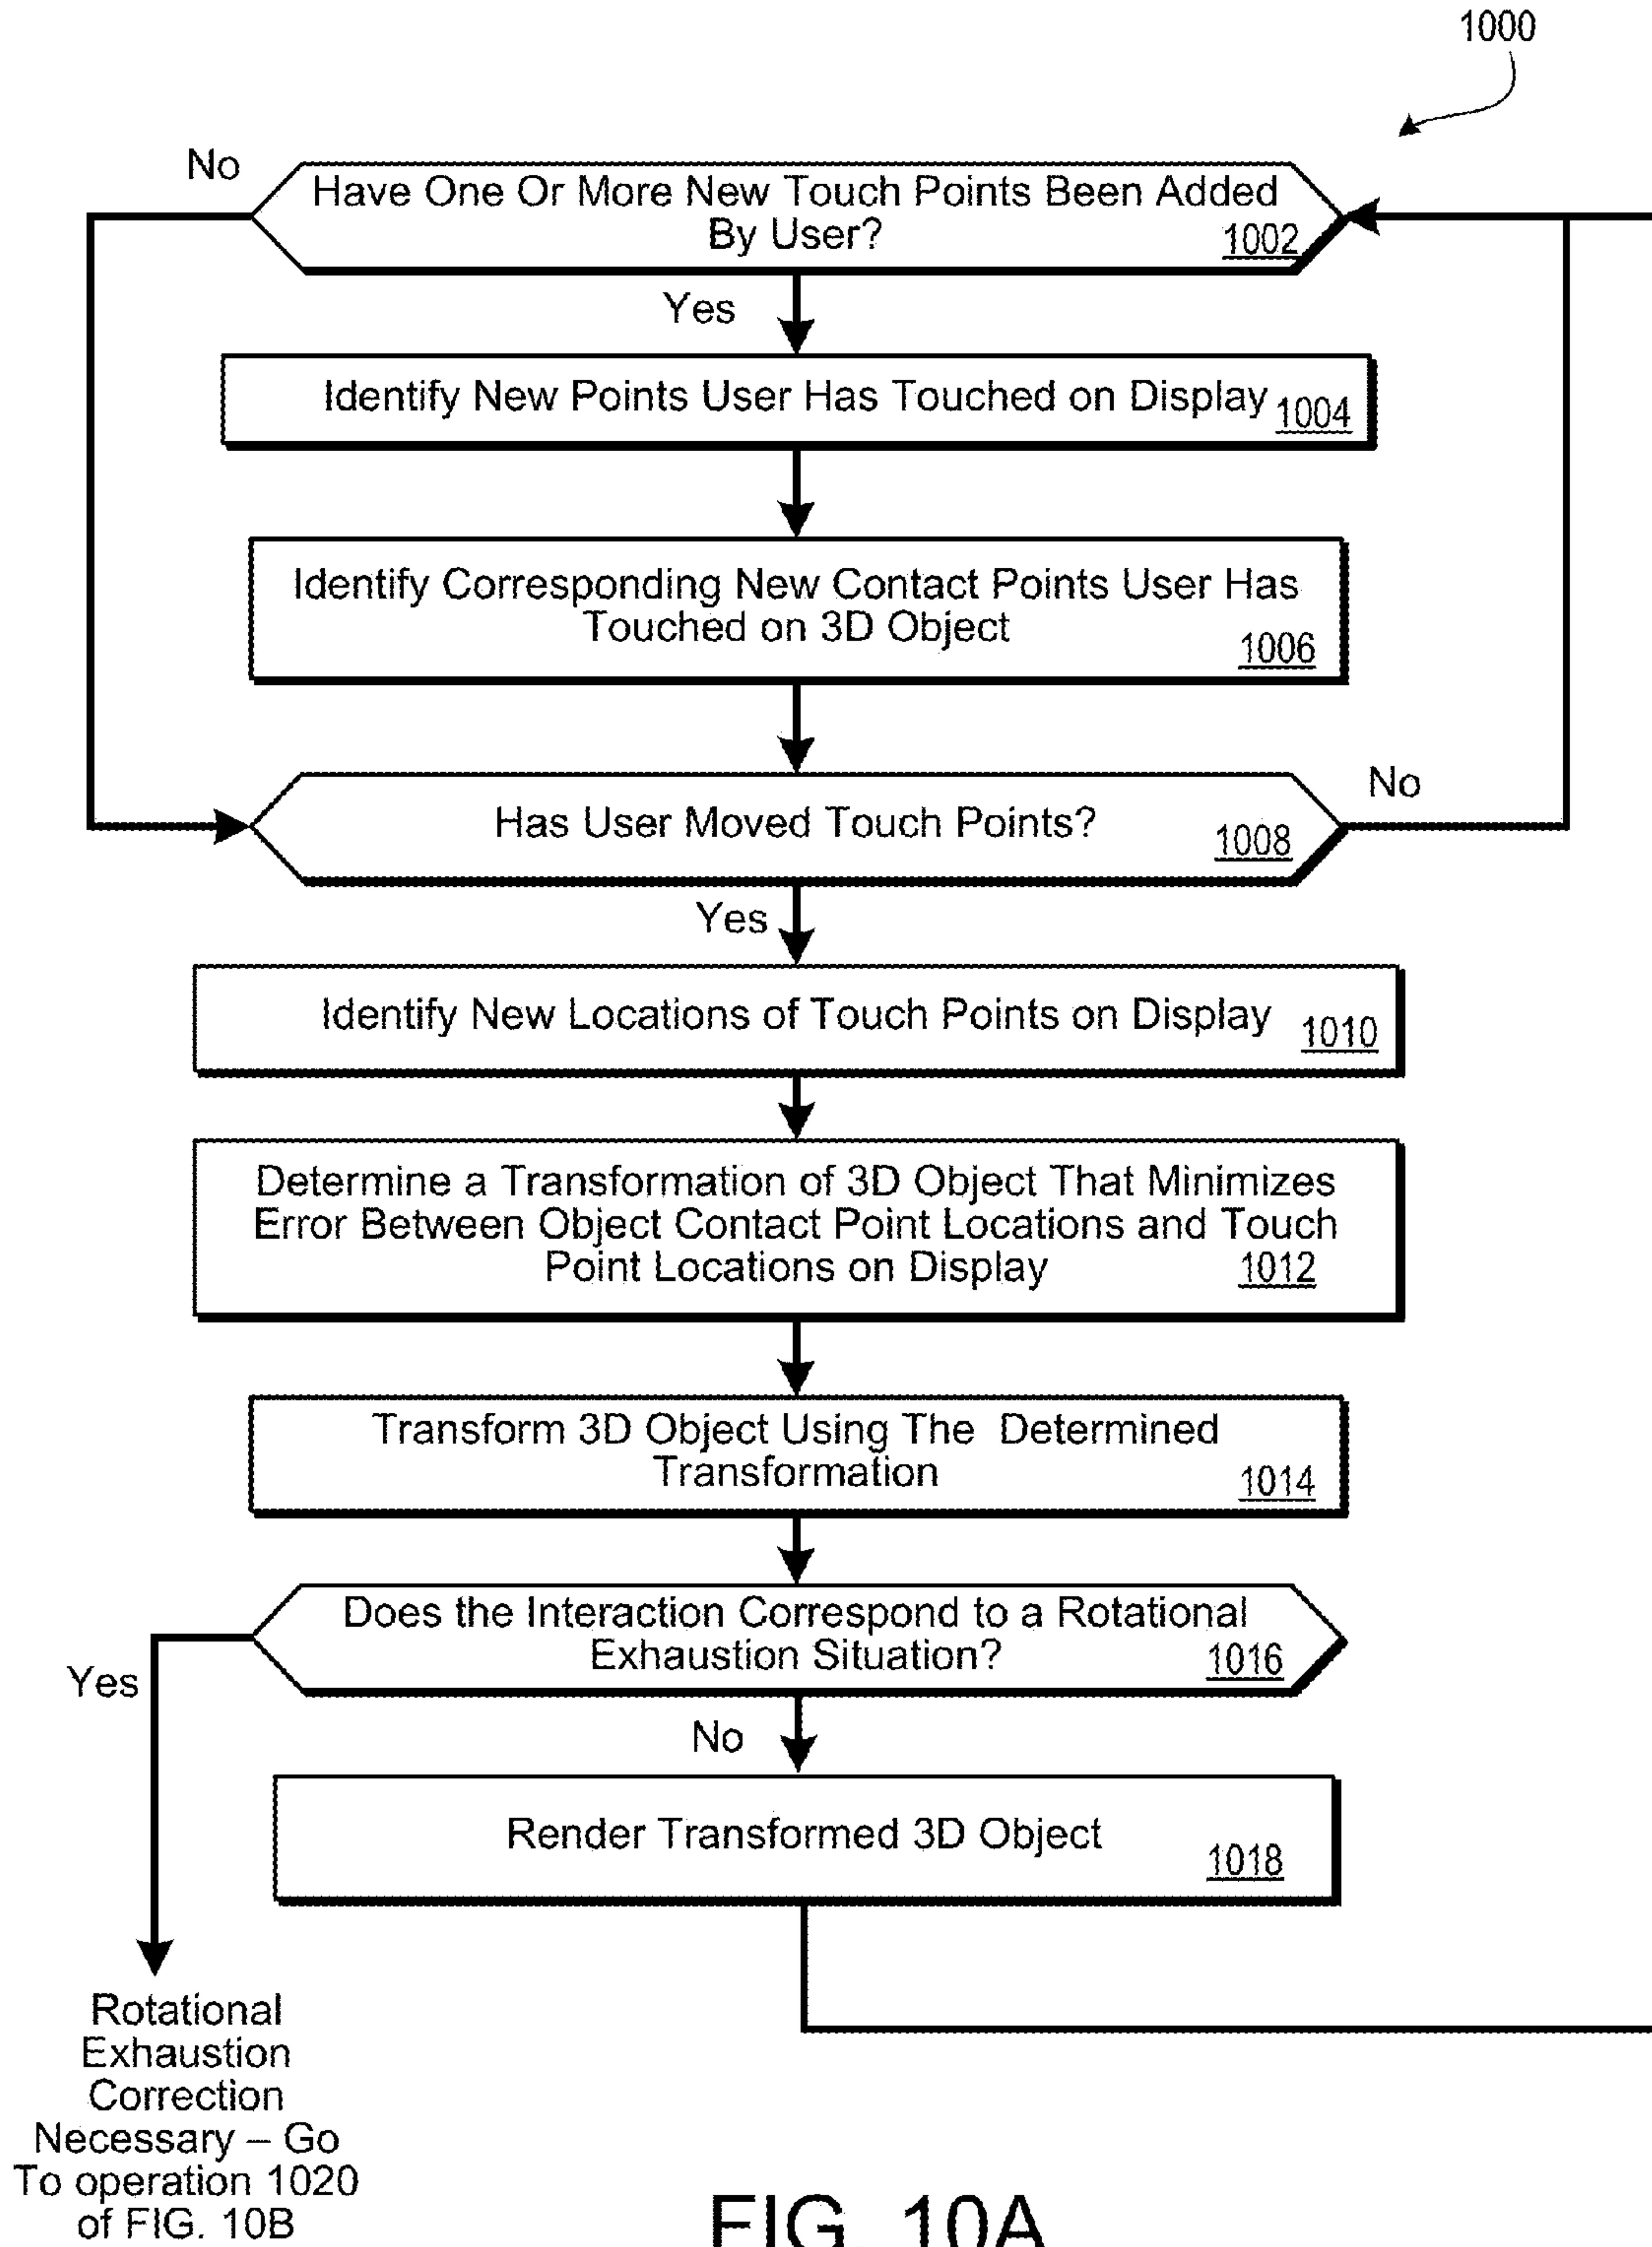 1000
No
Have One Or More New Touch Points Been Added
By User?
1002
Yes
Identify New Points User Has Touched on Display
1004
Identify Corresponding New Contact Points User Has
Touched on 3D Object
1006
No
Has User Moved Touch Points?
1008
Yes
Identify New Locations of Touch Points on Display
1010
Determine a Transformation of 3D Object That Minimizes
Error Between Object Contact Point Locations and Touch
Point Locations on Display
1012
Transform 3D Object Using The Determined
Transformation
1014
Does the Interaction Correspond to a Rotational
Exhaustion Situation?
1016
Yes
No
Render Transformed 3D Object
1018
Rotational
Exhaustion
Correction
Necessary – Go
To operation 1020
of FIG. 10B
FIG. 10A